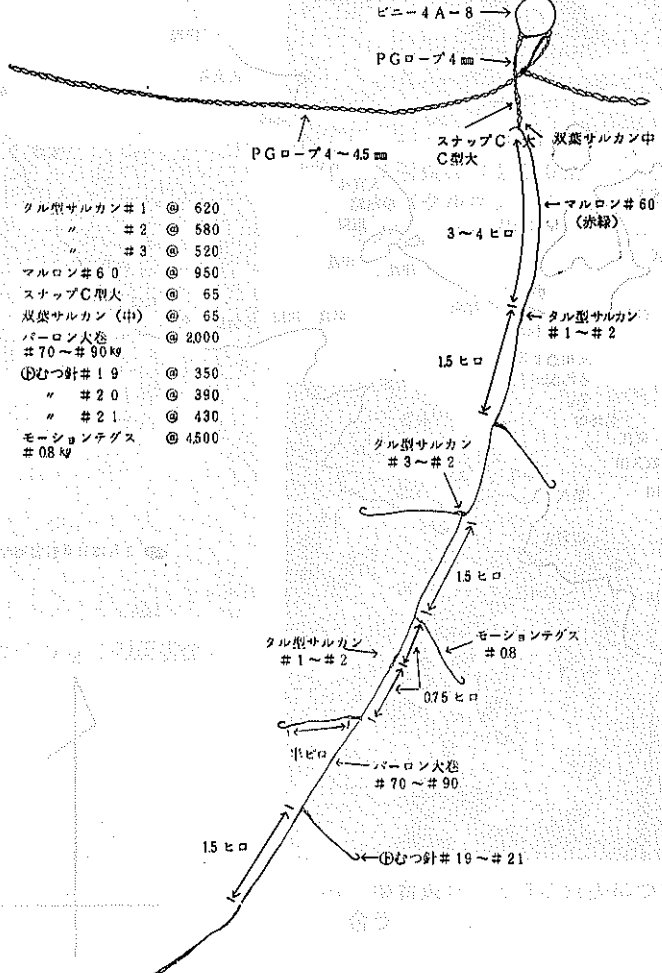 ビニー4A-8
PGロープ4㎜
PGロープ4～4.5㎜
スナップC 大
C型大
双葉サルカン中
マルロン#60
(赤緑)
3～4ヒロ
タル型サルカン#1 @ 620
〃 #2 @ 580
〃 #3 @ 520
マルロン#60 @ 950
スナップC型大 @ 65
双葉サルカン(中) @ 65
バーロン大巻 @ 2,000
#70～#90kg
むつ針#19 @ 350
〃 #20 @ 390
〃 #21 @ 430
モーションテグス @ 4,500
#0.8kg
タル型サルカン
#1～#2
1.5ヒロ
タル型サルカン
#3～#2
1.5ヒロ
タル型サルカン
#1～#2
モーションテグス
#0.8
0.75ヒロ
半ビロ
バーロン大巻
#70～#90
1.5ヒロ
むつ針#19～#21